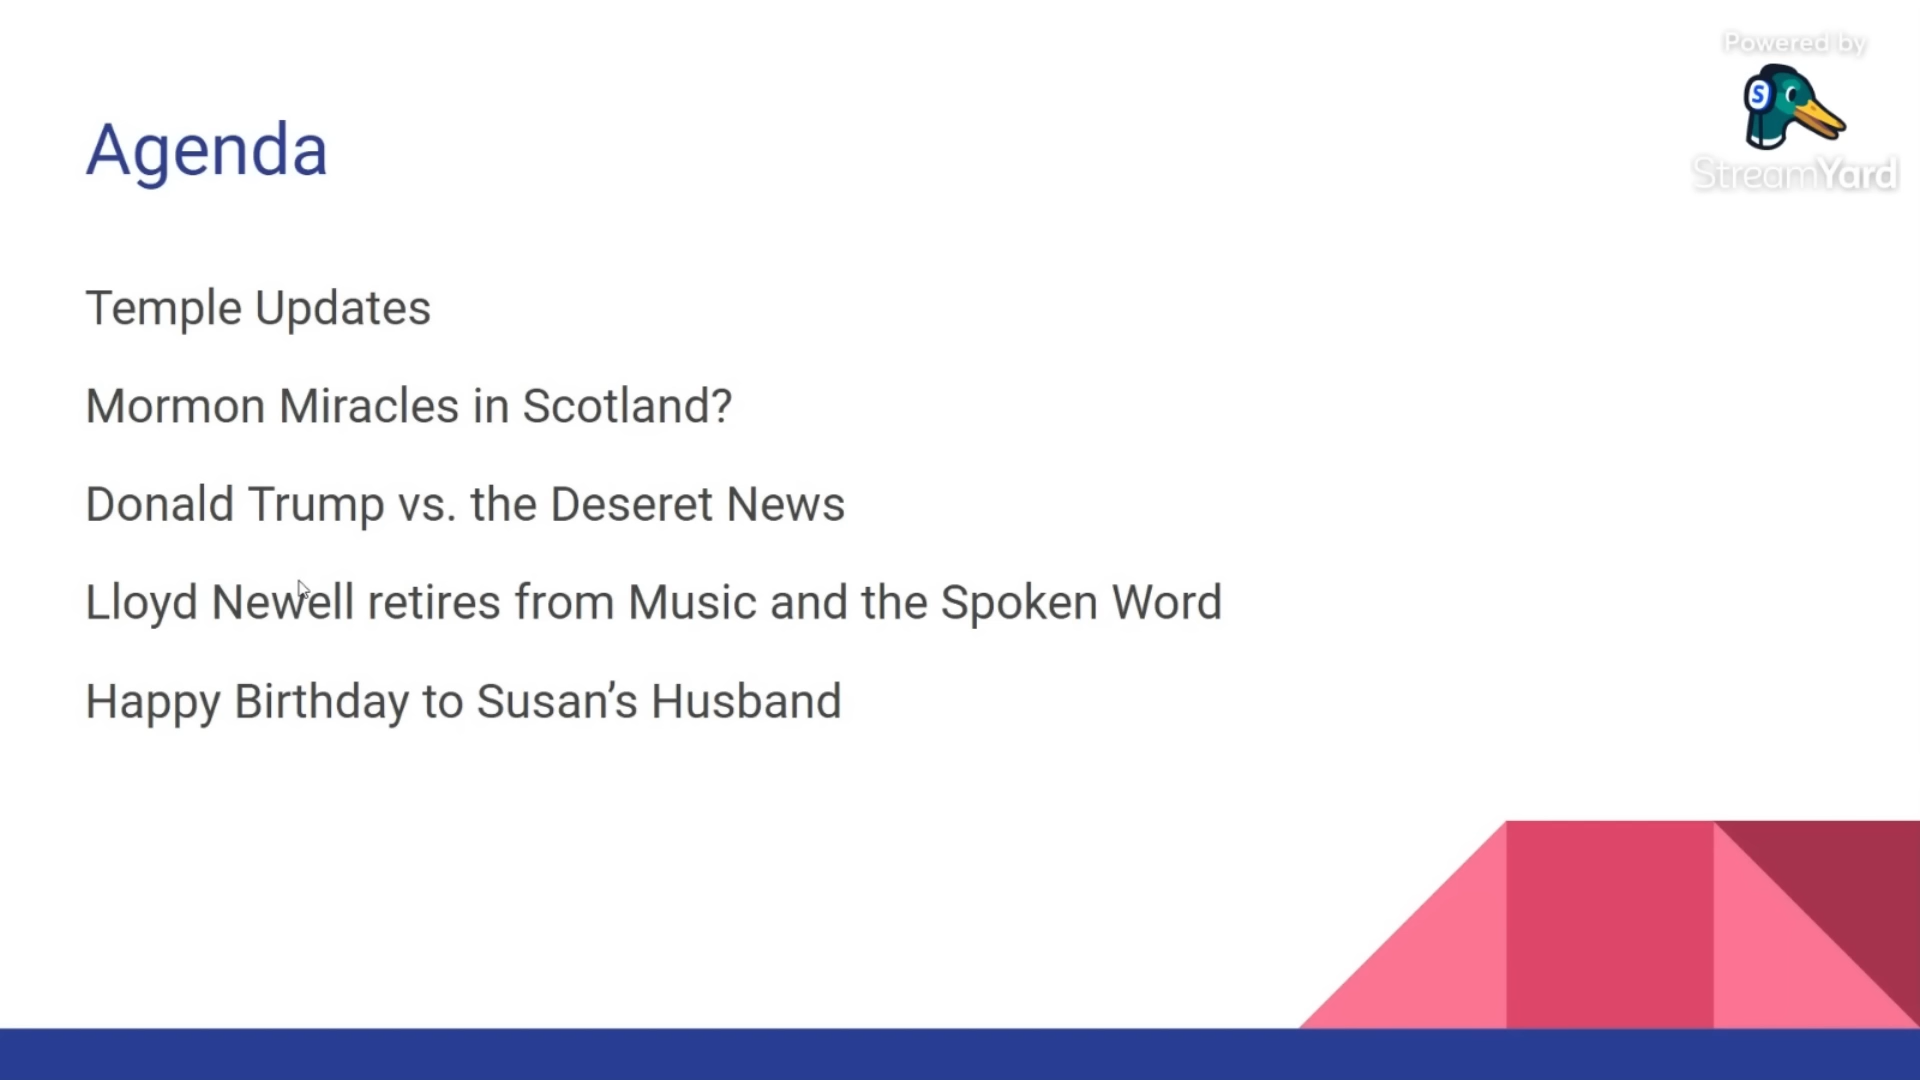 Powered by
StreamYard
Agenda
Temple Updates
Mormon Miracles in Scotland?
Donald Trump vs. the Deseret News
Lloyd Newell retires from Music and the Spoken Word
Happy Birthday to Susan’s Husband